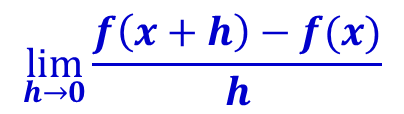 lim h→0 f(x + h) − f(x) / h